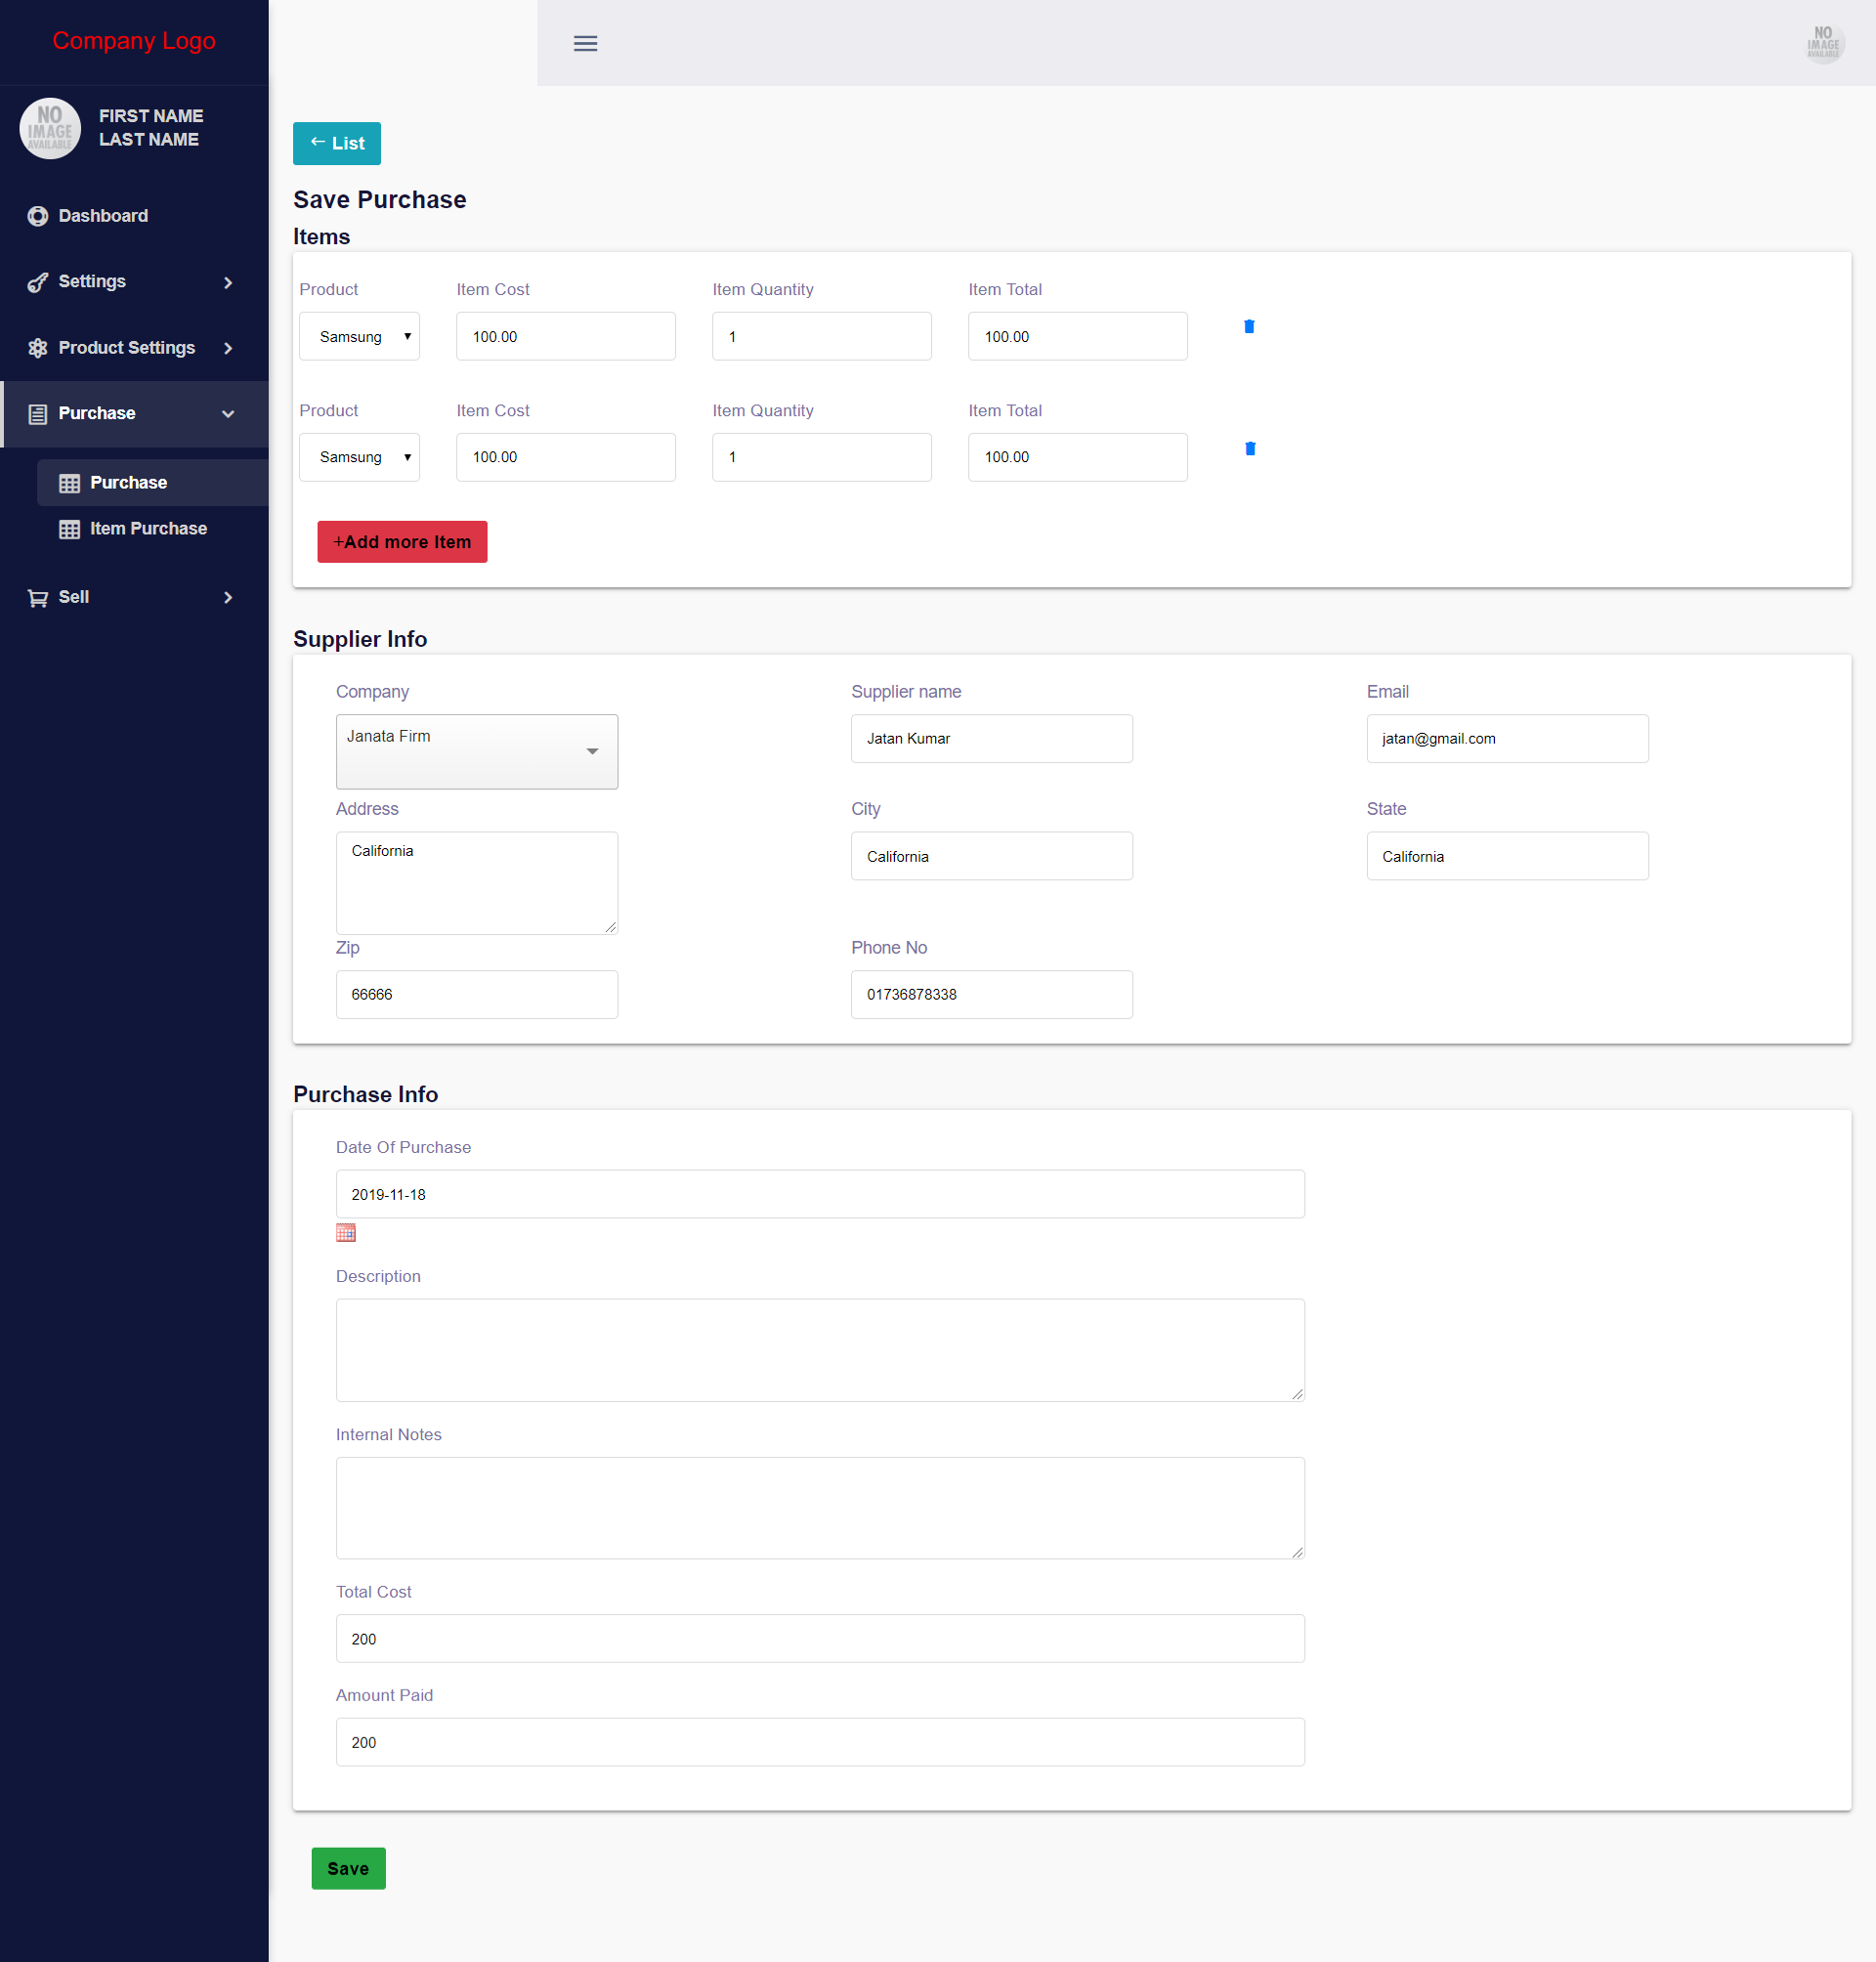 Company Logo
NO
IMAGE
AVAILABLE
FIRST NAME
LAST NAME
Dashboard
Settings
Product Settings
Purchase
Purchase
Item Purchase
Sell
NO
IMAGE
AVAILABLE
← List
Save Purchase
Items
Product Item Cost Item Quantity Item Total
Samsung 100.00 1 100.00
Product Item Cost Item Quantity Item Total
Samsung 100.00 1 100.00
+Add more Item
Supplier Info
Company Supplier name Email
Janata Firm Jatan Kumar jatan@gmail.com
Address City State
California California California
Zip Phone No
66666 01736878338
Purchase Info
Date Of Purchase
2019-11-18
Description
Internal Notes
Total Cost
200
Amount Paid
200
Save